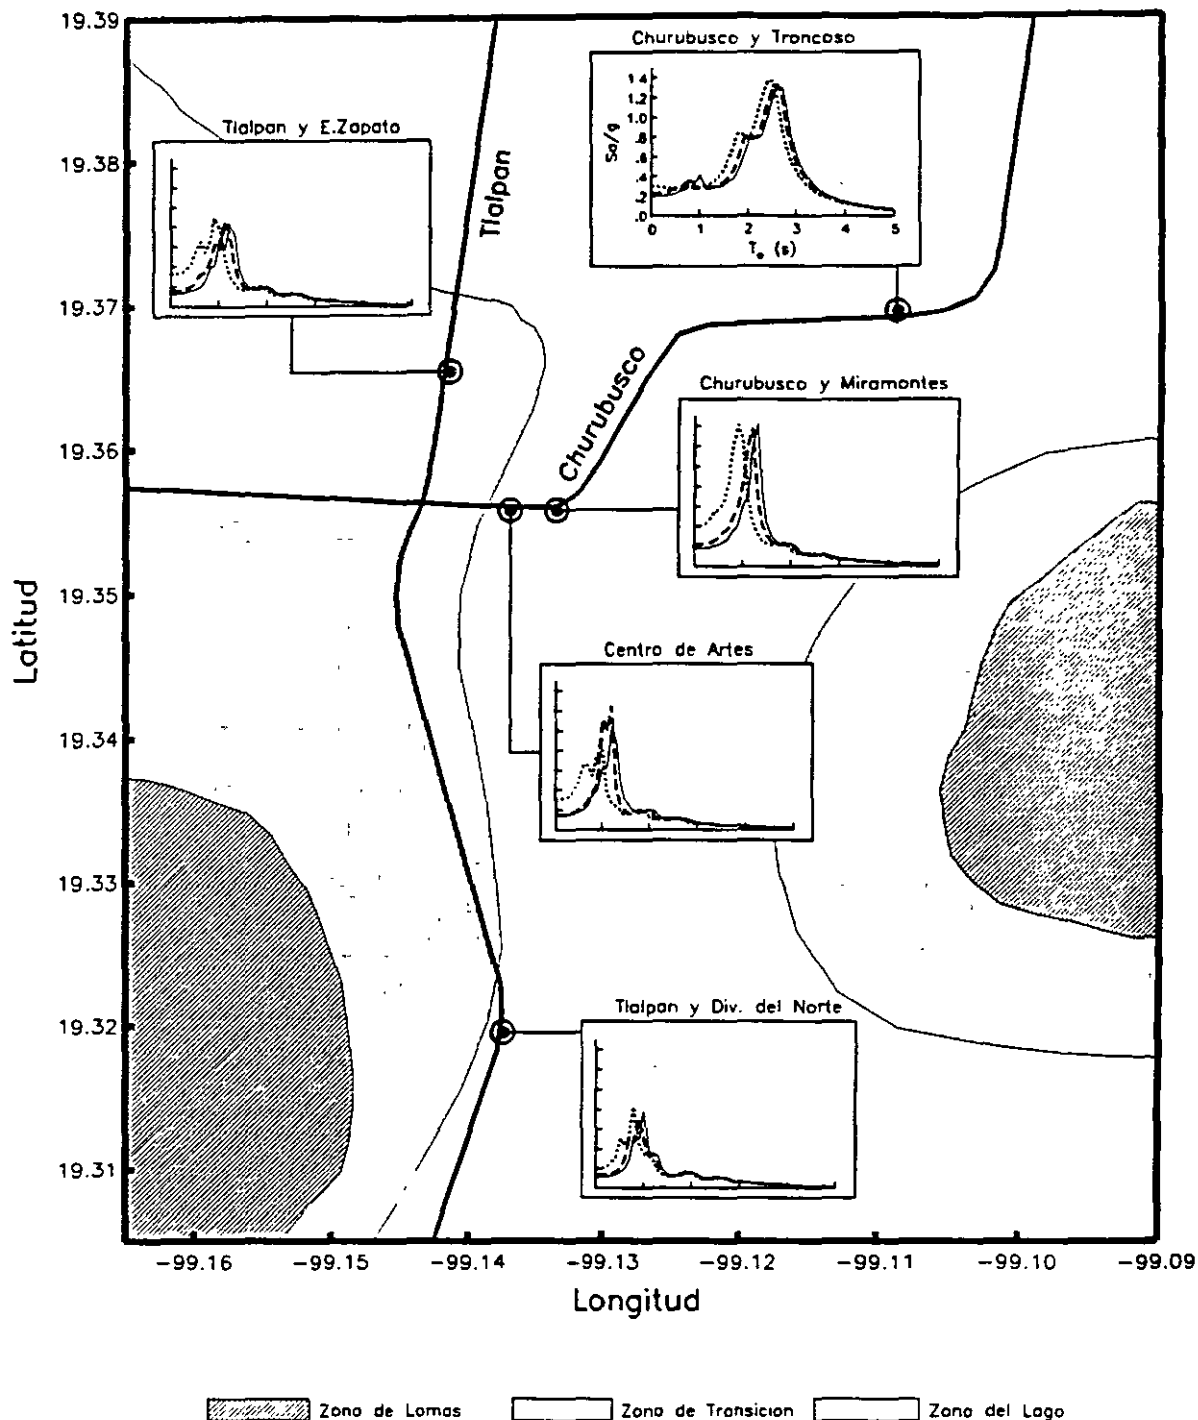 19.39
19.38
19.37
19.36
19.35
19.34
19.33
19.32
19.31
Latitud
Churubusco y Troncoso
1.4
1.2
1.0
.8
.6
.4
.2
.0
Sa/g
0 1 2 3 4 5
T (s)
Tlalpan y E.Zapata
Tlalpan
Churubusco
Churubusco y Miramontes
Centro de Artes
Tlalpan y Div. del Norte
-99.16 -99.15 -99.14 -99.13 -99.12 -99.11 -99.10 -99.09
Longitud
Zona de Lomas Zona de Transicion Zona del Lago